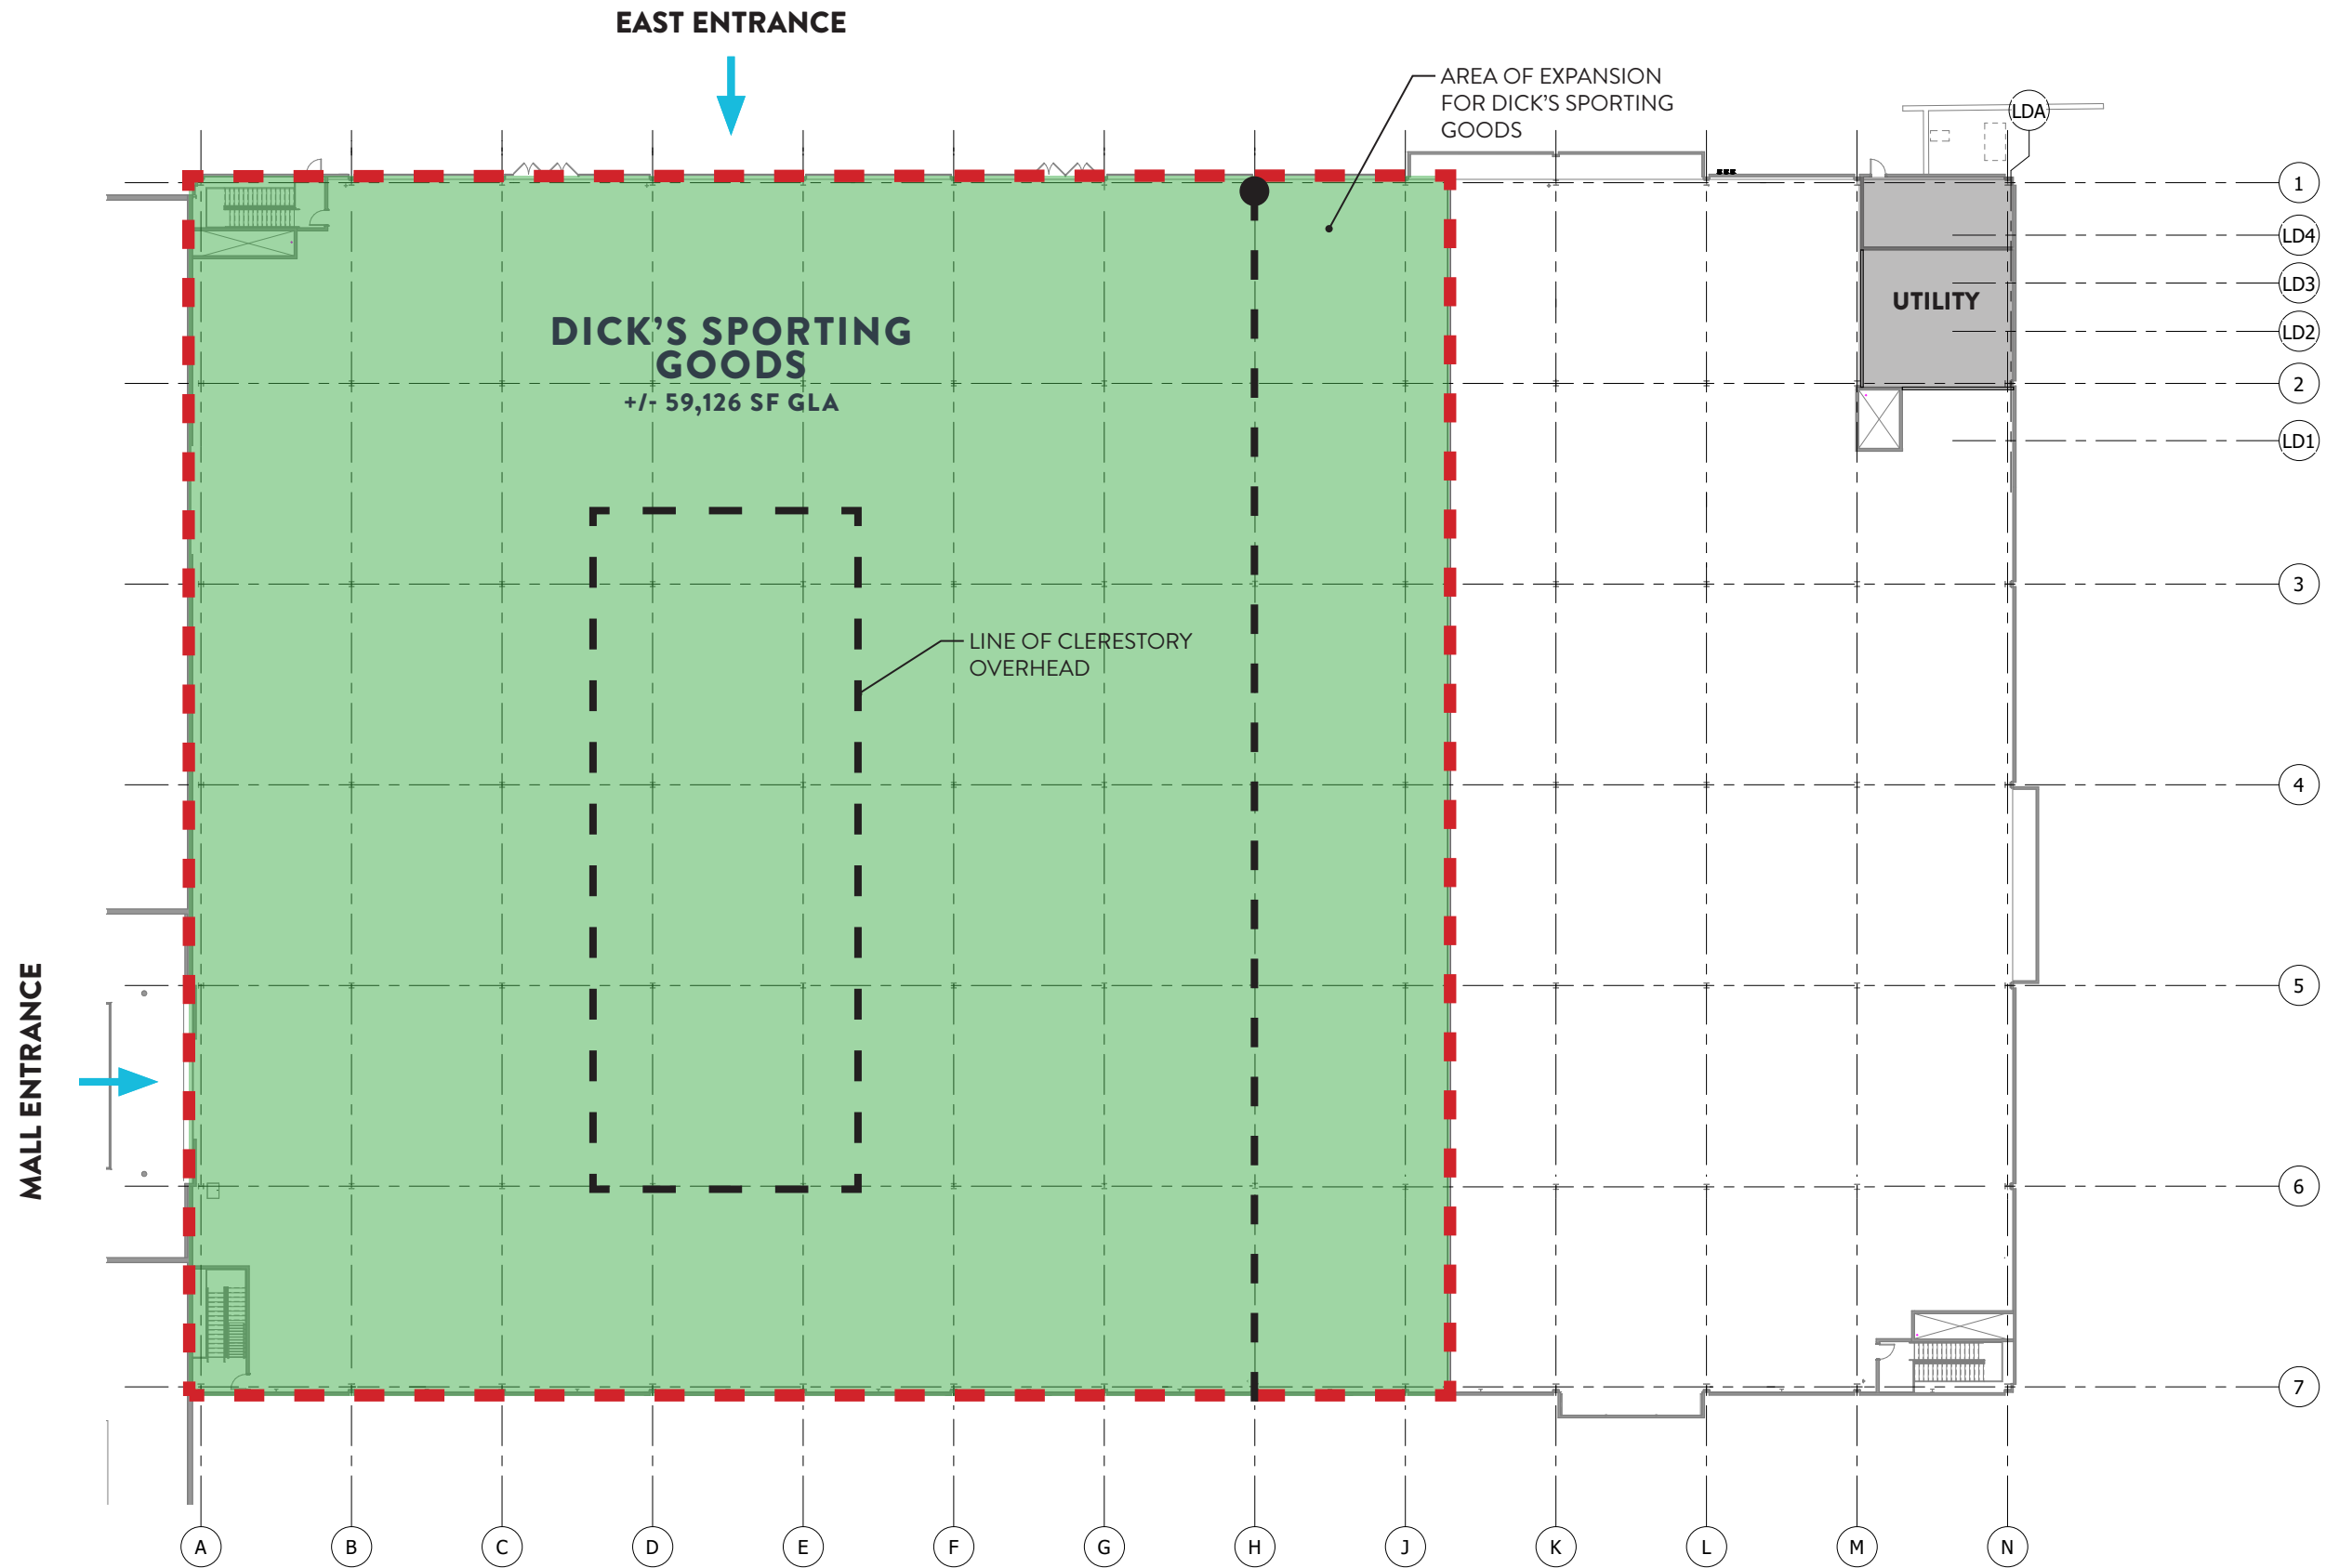 EAST ENTRANCE
AREA OF EXPANSION
FOR DICK'S SPORTING
GOODS
LDA
1
LD4
LD3
UTILITY
LD2
DICK'S SPORTING
GOODS
+/- 59,126 SF GLA
2
LD1
3
LINE OF CLERESTORY
OVERHEAD
4
5
MALL ENTRANCE
6
7
A
B
C
D
E
F
G
H
J
K
L
M
N